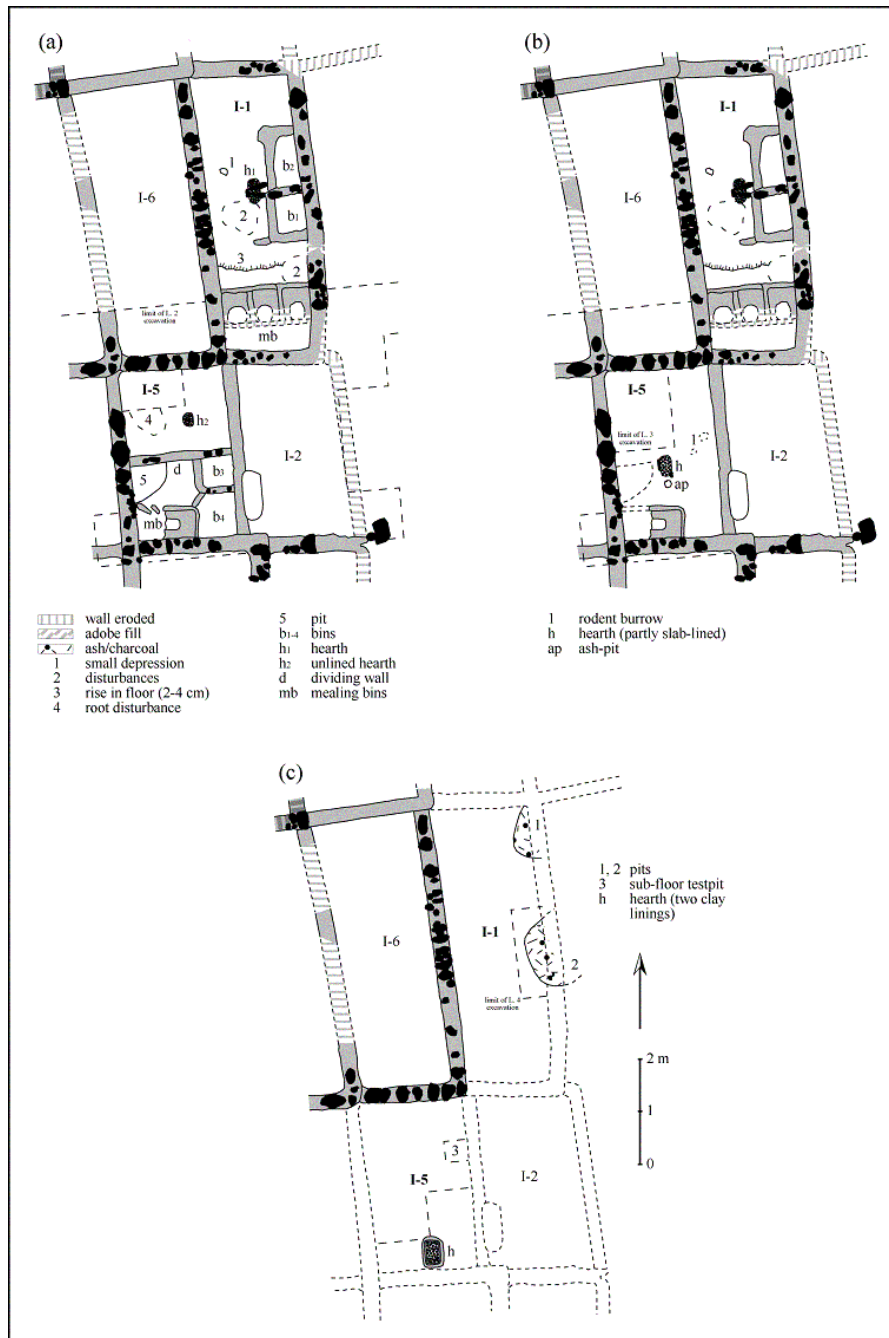 (a)
I-1
1
h1
b2
I-6
2
b1
3
2
limit of L. 2
excavation
mb
I-5
4
h2
I-2
5
d
b3
mb
b4
(b)
I-1
I-6
I-5
limit of L. 3
excavation
1
I-2
h
ap
wall eroded
adobe fill
ash/charcoal
1 small depression
2 disturbances
3 rise in floor (2-4 cm)
4 root disturbance
5 pit
b1-4 bins
h1 hearth
h2 unlined hearth
d dividing wall
mb mealing bins
1 rodent burrow
h hearth (partly slab-lined)
ap ash-pit
(c)
1
I-6
I-1
2
limit of L. 4
excavation
3
I-5
I-2
h
1, 2 pits
3 sub-floor testpit
h hearth (two clay
linings)
2 m
1
0